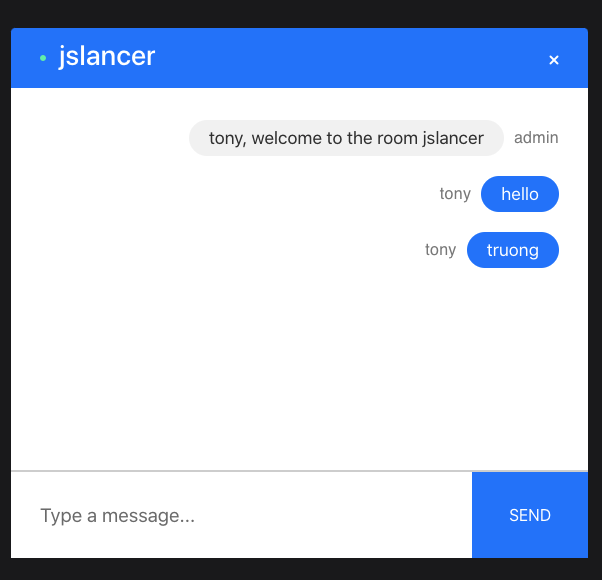 jslancer
×
tony, welcome to the room jslancer admin
tony hello
tony truong
Type a message...
SEND